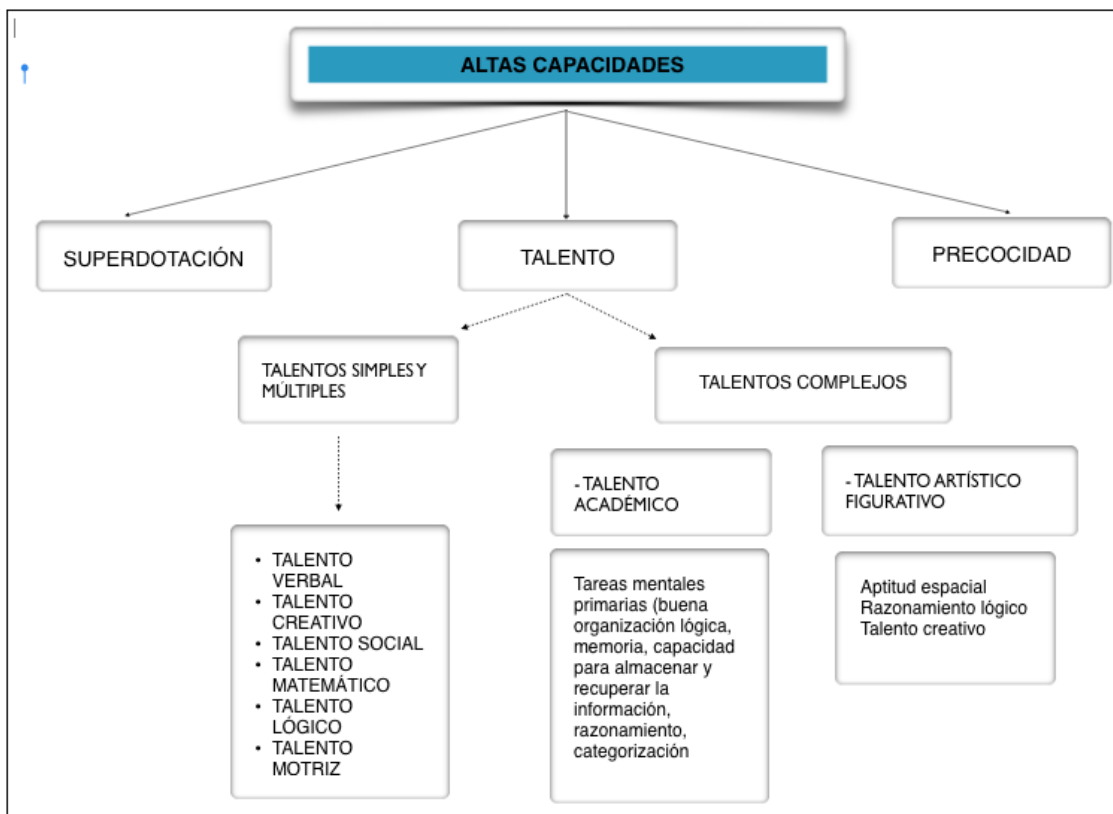 ALTAS CAPACIDADES
SUPERDOTACIÓN
TALENTO
PRECOCIDAD
TALENTOS SIMPLES Y
MÚLTIPLES
TALENTOS COMPLEJOS
- TALENTO
ACADÉMICO
- TALENTO ARTÍSTICO
FIGURATIVO
• TALENTO
VERBAL
• TALENTO
CREATIVO
• TALENTO SOCIAL
• TALENTO
MATEMÁTICO
• TALENTO
LÓGICO
• TALENTO
MOTRIZ
Tareas mentales
primarias (buena
organización lógica,
memoria, capacidad
para almacenar y
recuperar la
información,
razonamiento,
categorización
Aptitud espacial
Razonamiento lógico
Talento creativo